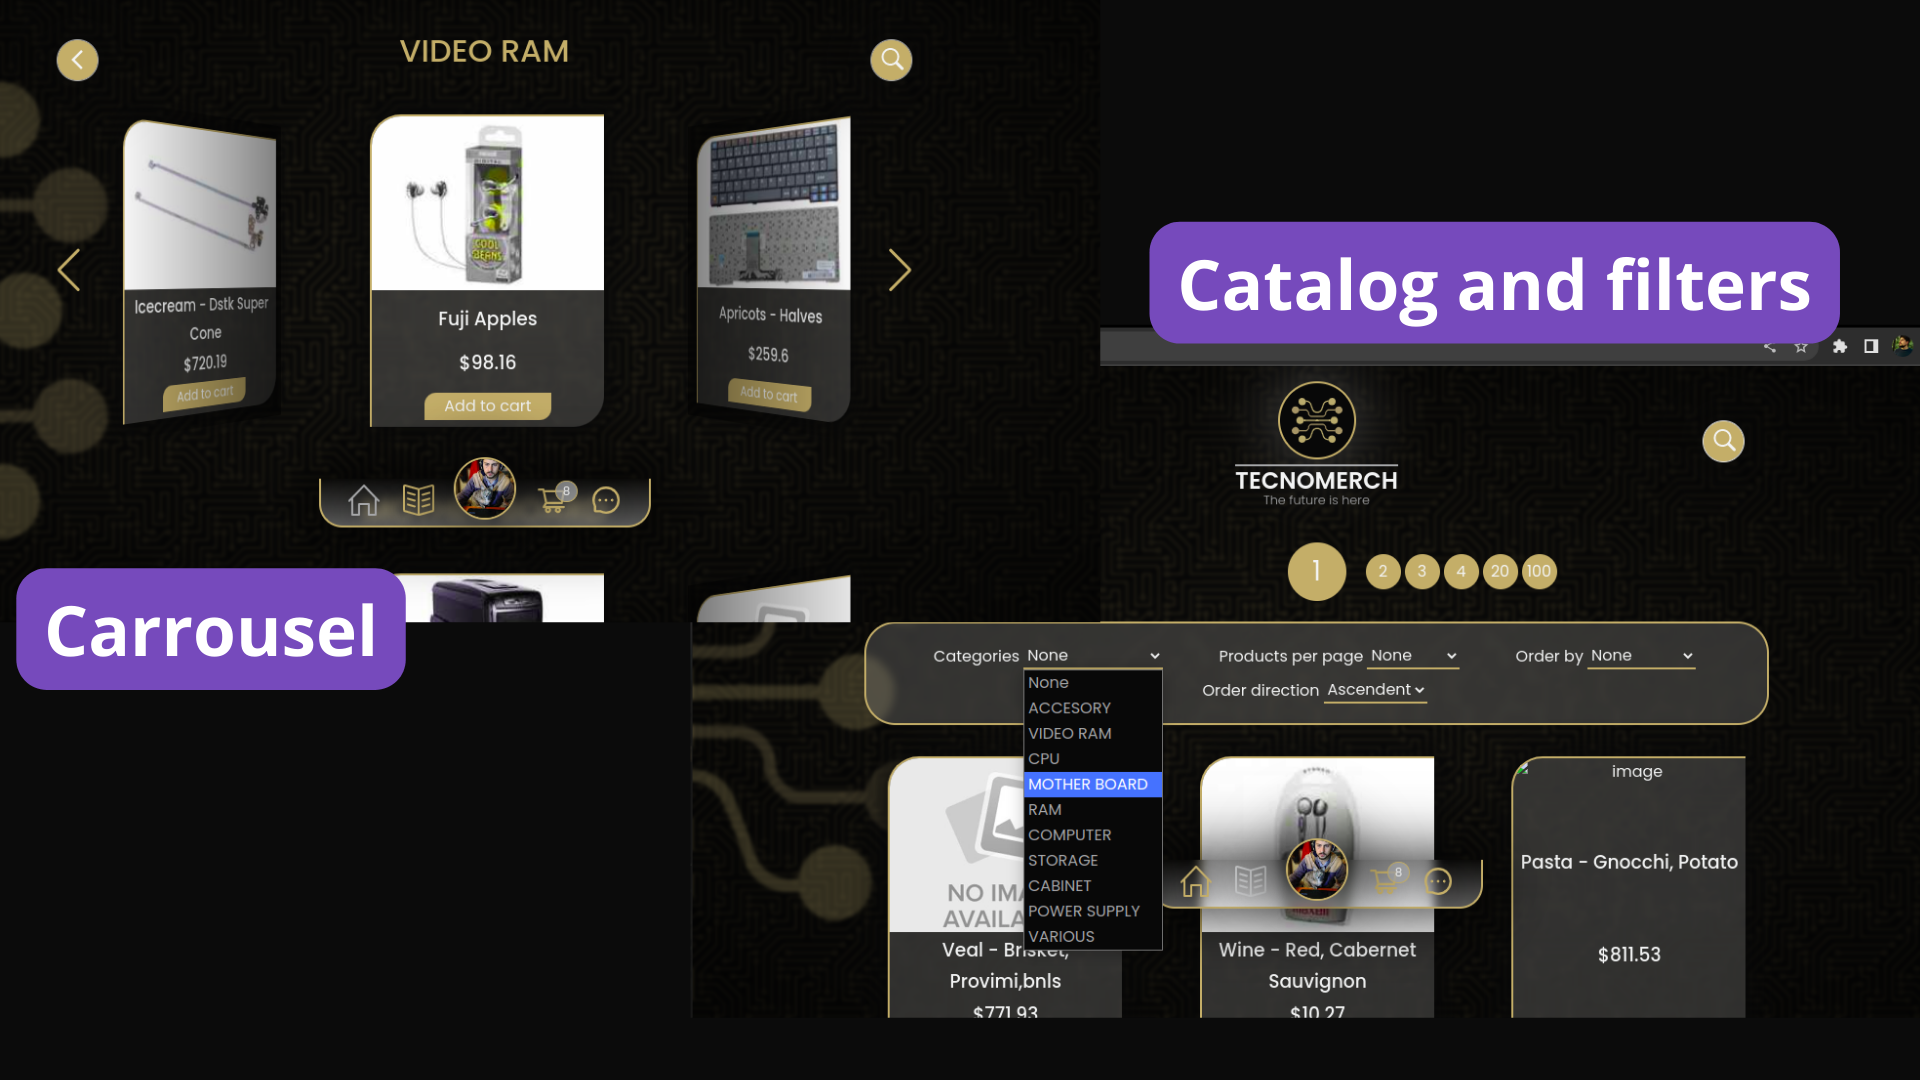 VIDEO RAM
COOL
BEANS
Icecream - Dstk Super
Cone
$720.19
Add to cart
Fuji Apples
$98.16
Add to cart
Apricots - Halves
$259.6
Add to cart
8
Carrousel
Catalog and filters
TECNOMERCH
The future is here
1 2 3 4 20 100
Categories None
Products per page None
Order by None
Order direction Ascendent
None
ACCESORY
VIDEO RAM
CPU
MOTHER BOARD
RAM
COMPUTER
STORAGE
CABINET
POWER SUPPLY
VARIOUS
NO IMA
AVAILA
Veal - Brisket,
Provimi,bnls
$771.93
8
maxell
Wine - Red, Cabernet
Sauvignon
$10.27
image
Pasta - Gnocchi, Potato
$811.53